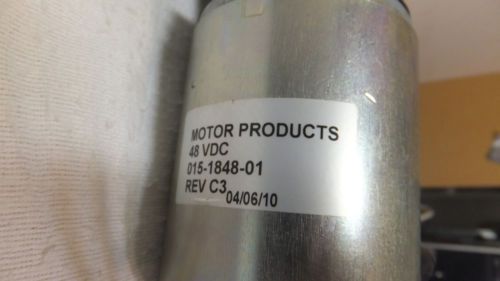 MOTOR PRODUCTS
48 VDC
015-1848-01
REV C3
04/06/10